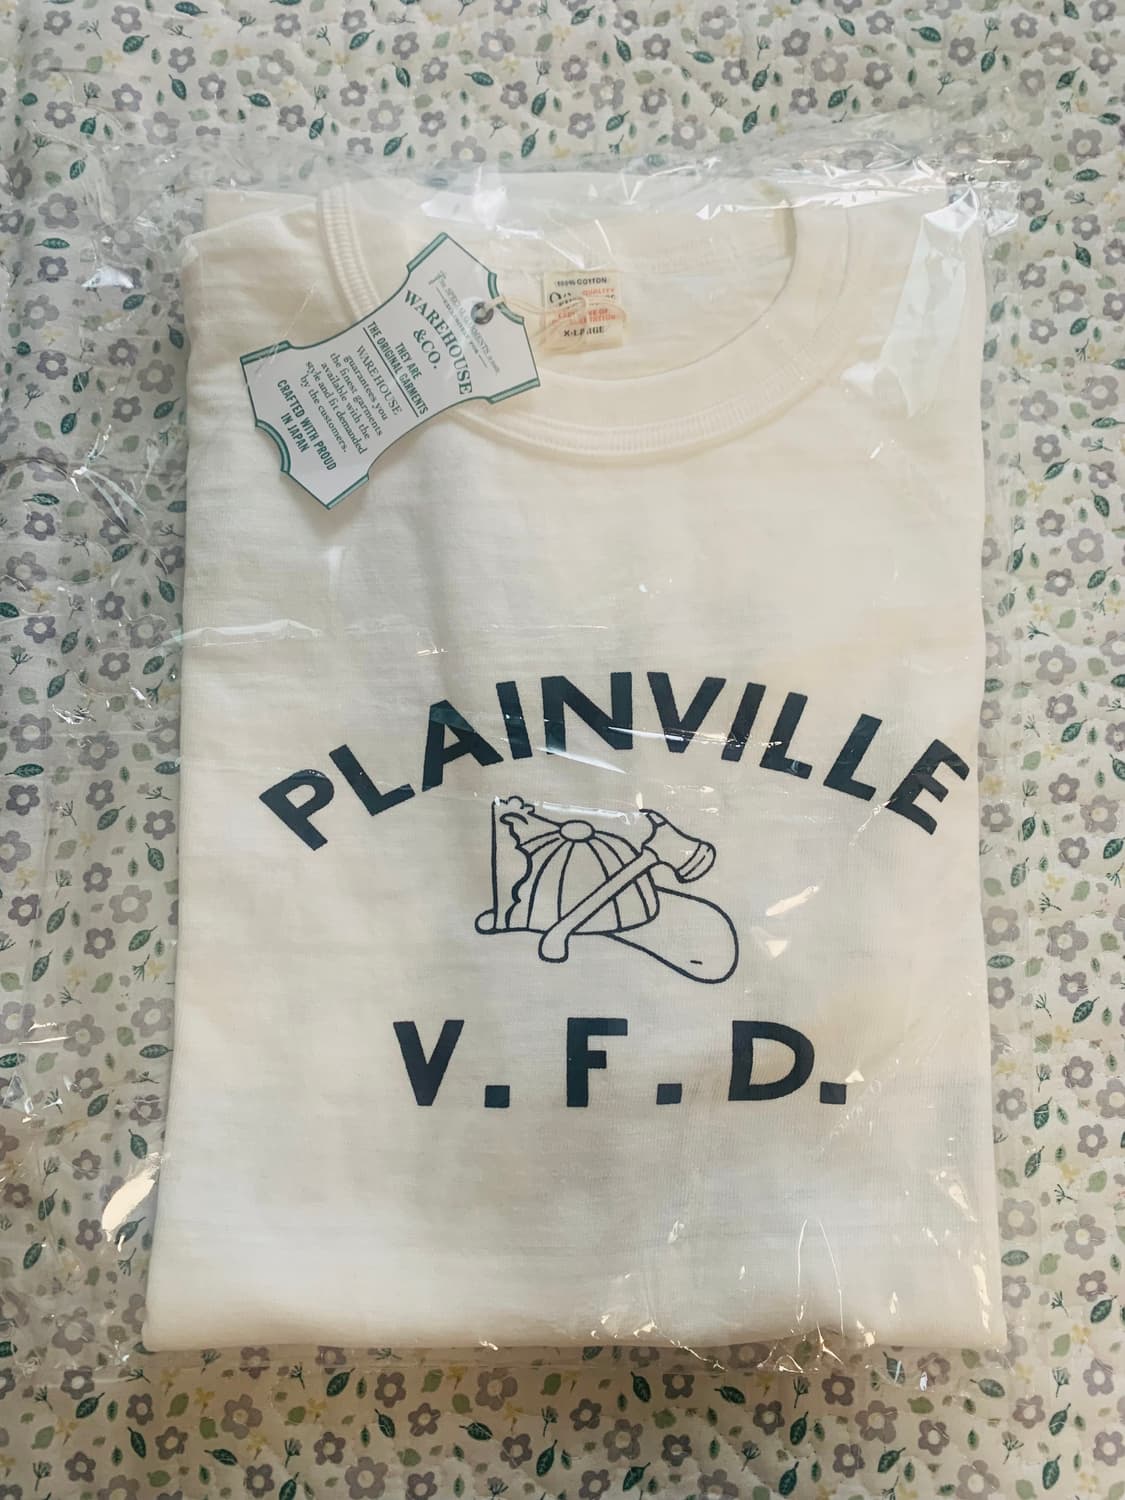 WAREHOUSE
&CO.
THEY ARE
THE ORIGINAL GARMENTS
WAREHOUSE
guarantees you
the finest garments
available with the
style and fit demanded
by the customers.
CRAFTED WITH PROUD
IN JAPAN
100% COTTON
QUALITY
X-LARGE
PLAINVILLE
V.F.D.